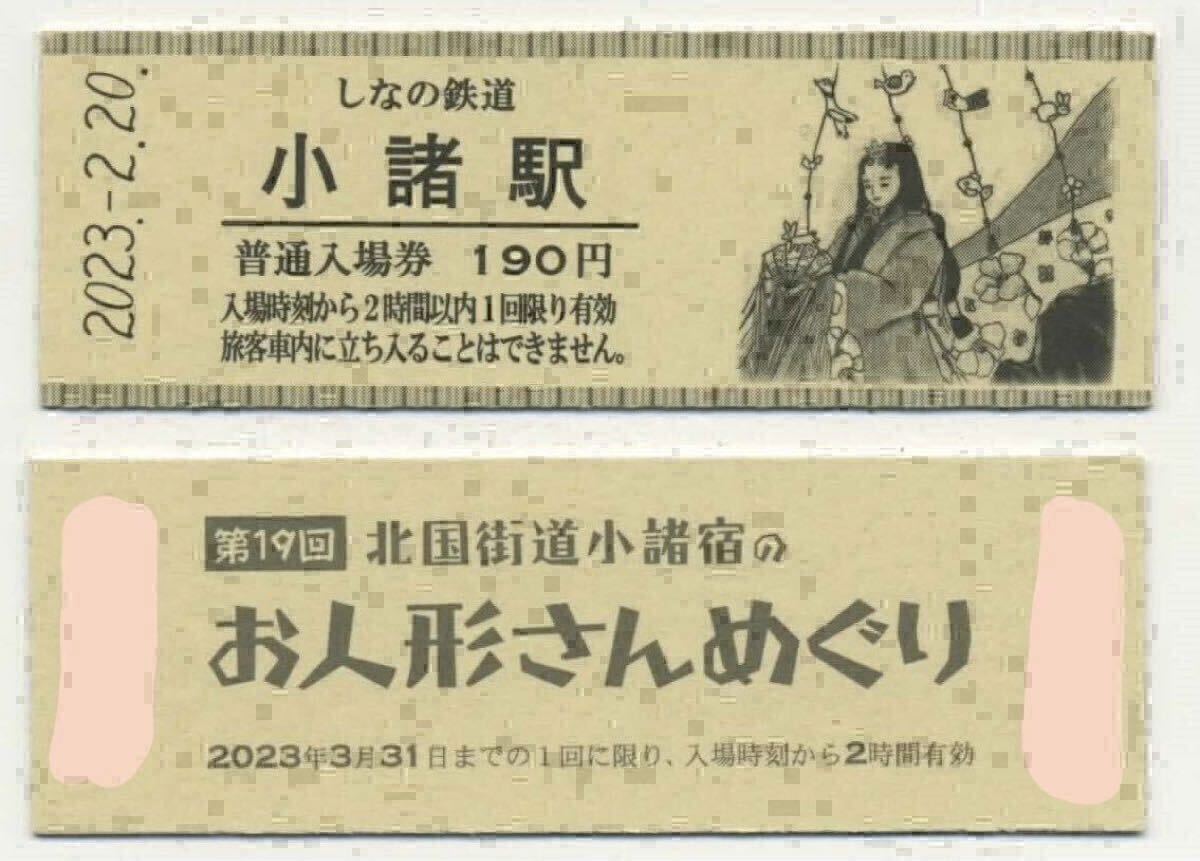 2023.-2.20.
しなの鉄道
小諸駅
普通入場券 190円
入場時刻から2時間以内1回限り有効
旅客車内に立ち入ることはできません。
第19回 北国街道小諸宿の
お人形さんめぐり
2023年3月31日までの1回に限り、入場時刻から2時間有効